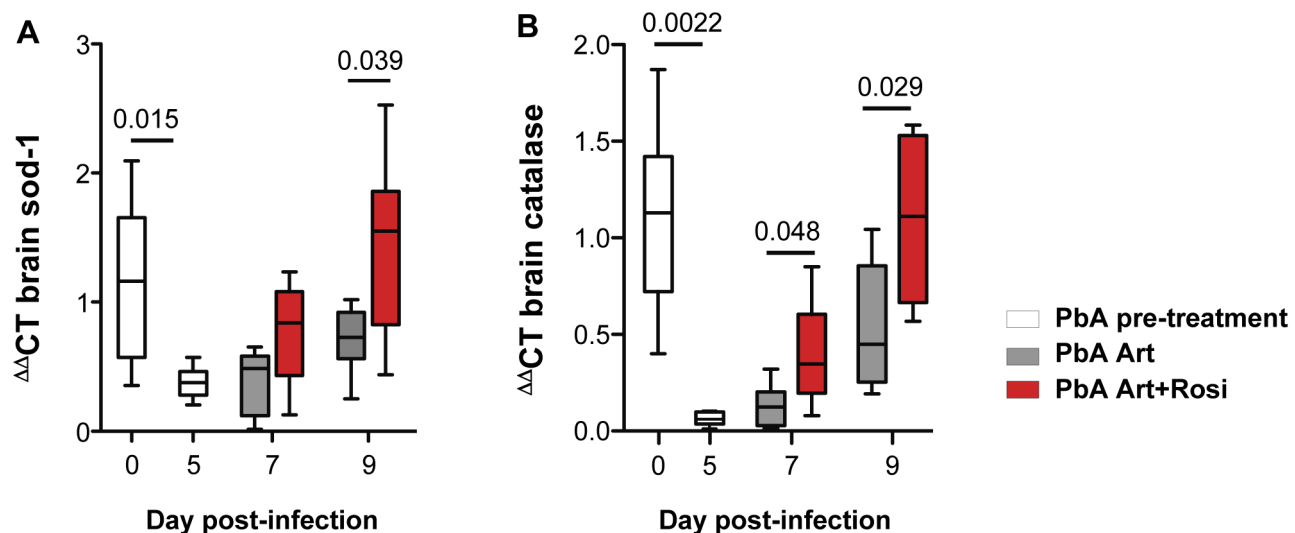 A
ΔΔCT brain sod-1
3
2
1
0
0.015
0.039
0 5 7 9
Day post-infection
B
ΔΔCT brain catalase
2.0
1.5
1.0
0.5
0.0
0.0022
0.048
0.029
0 5 7 9
Day post-infection
PbA pre-treatment
PbA Art
PbA Art+Rosi